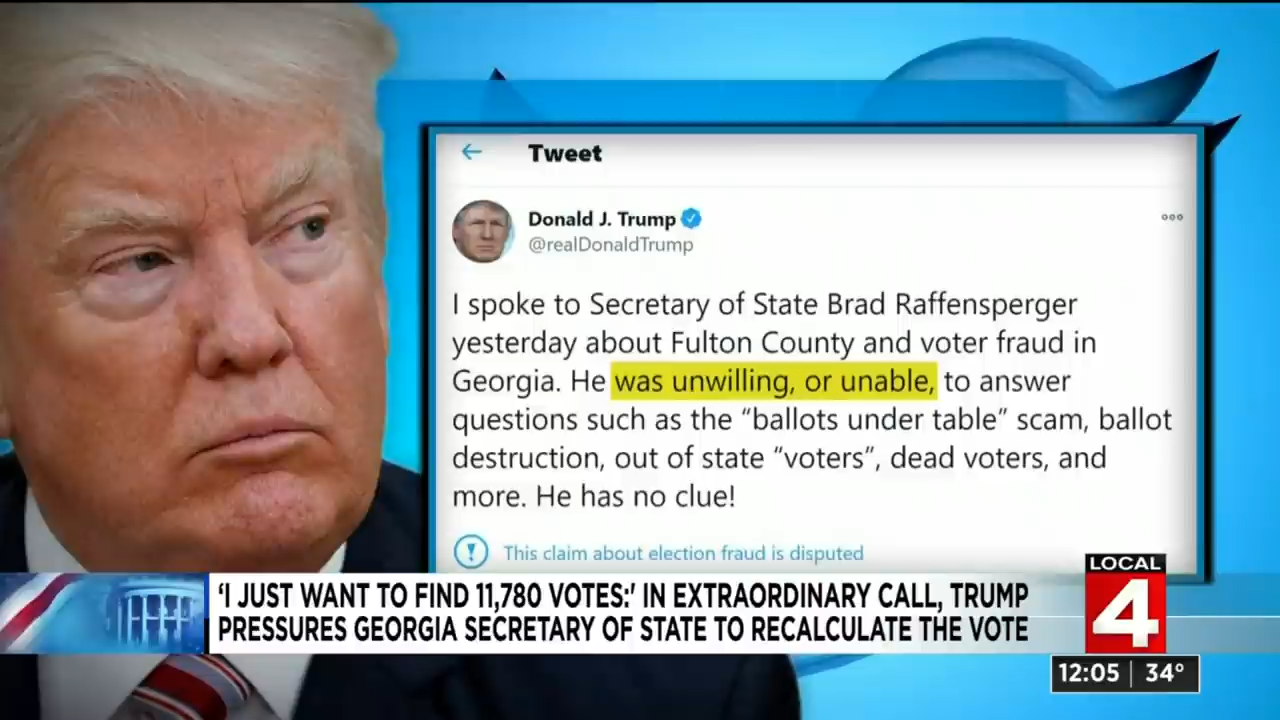 Tweet
Donald J. Trump
@realDonaldTrump
I spoke to Secretary of State Brad Raffensperger
yesterday about Fulton County and voter fraud in
Georgia. He was unwilling, or unable, to answer
questions such as the “ballots under table” scam, ballot
destruction, out of state “voters”, dead voters, and
more. He has no clue!
This claim about election fraud is disputed
‘I JUST WANT TO FIND 11,780 VOTES:’ IN EXTRAORDINARY CALL, TRUMP
PRESSURES GEORGIA SECRETARY OF STATE TO RECALCULATE THE VOTE
LOCAL
4
12:05 34°